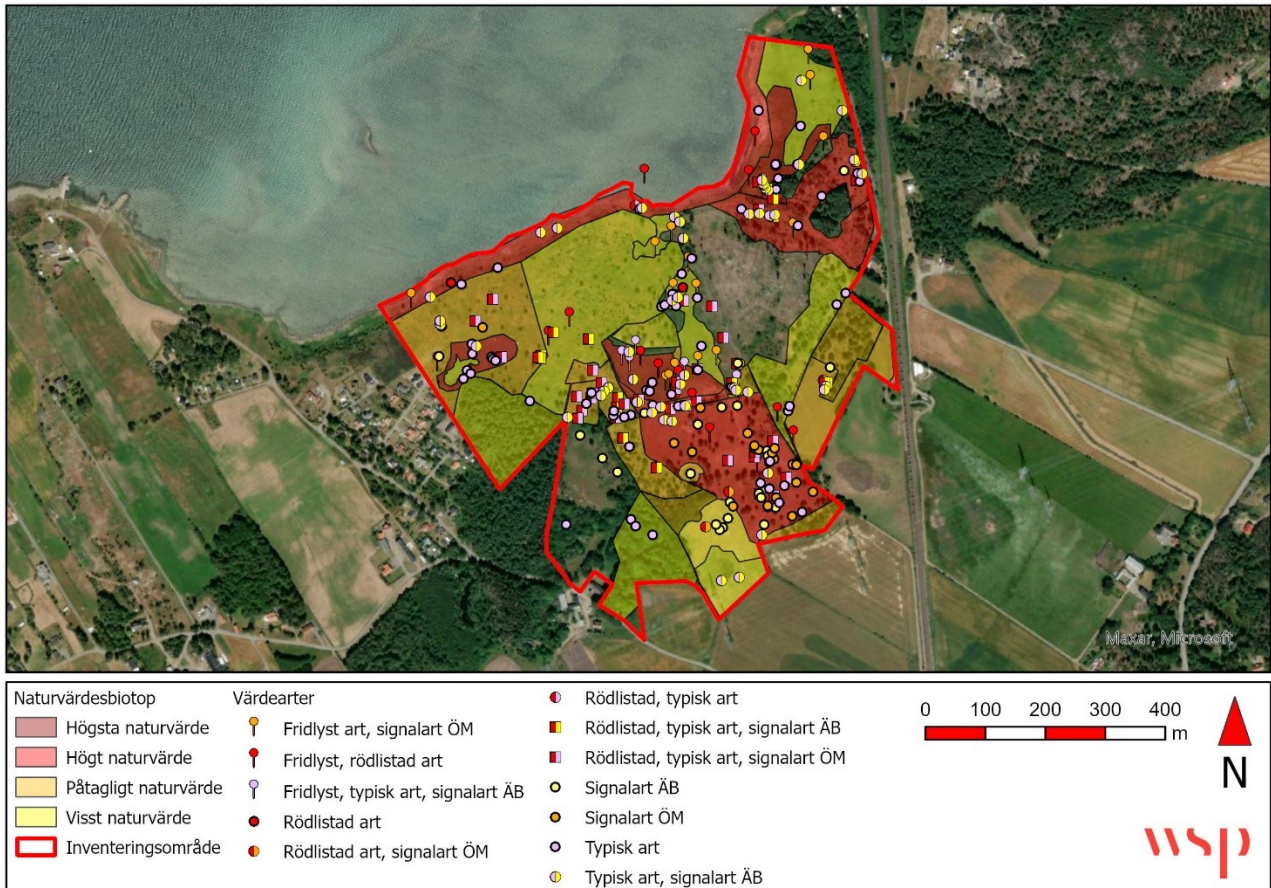 Maxar, Microsoft
Naturvärdesbiotop
Högsta naturvärde
Högt naturvärde
Påtagligt naturvärde
Visst naturvärde
Inventeringsområde
Värdearter
Fridlyst art, signalart ÖM
Fridlyst, rödlistad art
Fridlyst, typisk art, signalart ÄB
Rödlistad art
Rödlistad art, signalart ÖM
Rödlistad, typisk art
Rödlistad, typisk art, signalart ÄB
Rödlistad, typisk art, signalart ÖM
Signalart ÄB
Signalart ÖM
Typisk art
Typisk art, signalart ÄB
0 100 200 300 400
m
N
wsp